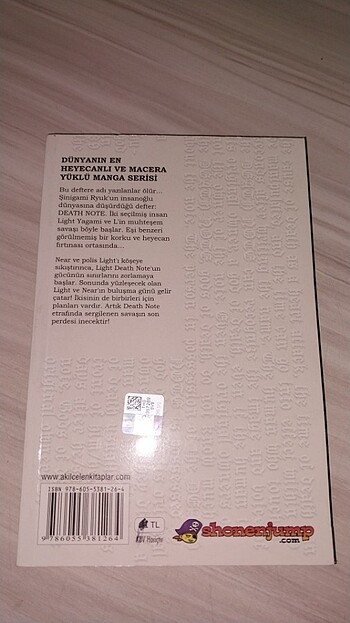 DÜNYANIN EN
HEYECANLI VE MACERA
YÜKLÜ MANGA SERİSİ
Bu deftere adı yazılanlar ölür...
Şinigami Ryuk'un insanoğlu
dünyasına düşürdüğü defter;
DEATH NOTE. İki seçilmiş insan
Light Yagami ve L'in muhteşem
savaşı böyle başlar. Eşi benzeri
görülmemiş bir korku ve heyecan
fırtınası ortasında...
Near ve polis Light'ı köşeye
sıkıştırınca, Light Death Note'un
gücünün sınırlarını zorlamaya
başlar. Sonunda yüzleşecek olan
Light ve Near'ın buluşma günü gelir
çatar! İkisinin de birbirleri için
planları vardır. Artık Death Note
etrafında sergilenen savaşın son
perdesi inecektir!
www.akilcelenkitaplar.com
ISBN 978-605-5381-26-4
9 786055 381264
TL
KDV Hariçtir
shonenjump
.com